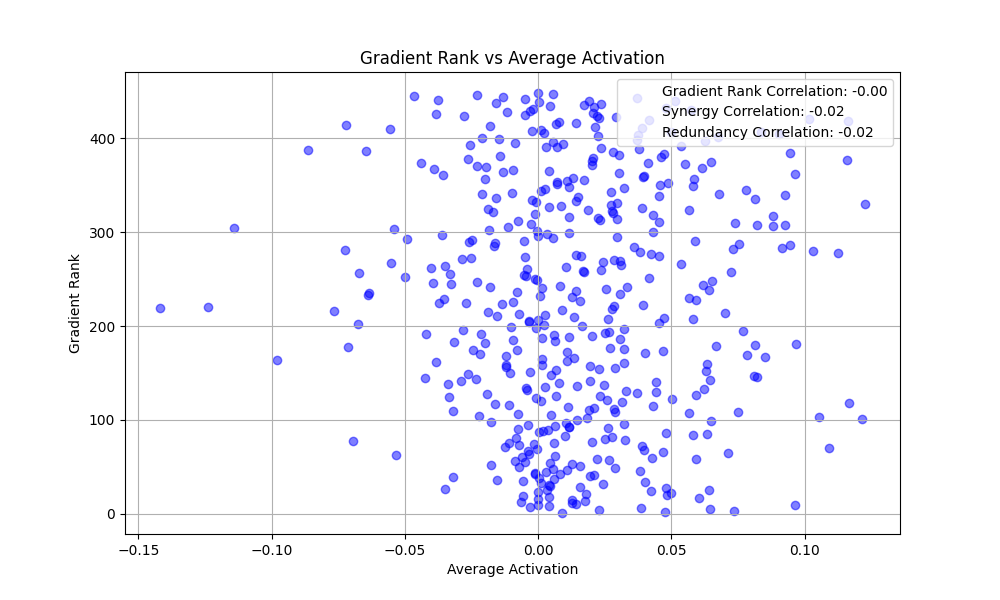 Gradient Rank vs Average Activation
Gradient Rank Correlation: -0.00
Synergy Correlation: -0.02
Redundancy Correlation: -0.02
400
300
200
100
0
Gradient Rank
−0.15
−0.10
−0.05
0.00
0.05
0.10
Average Activation